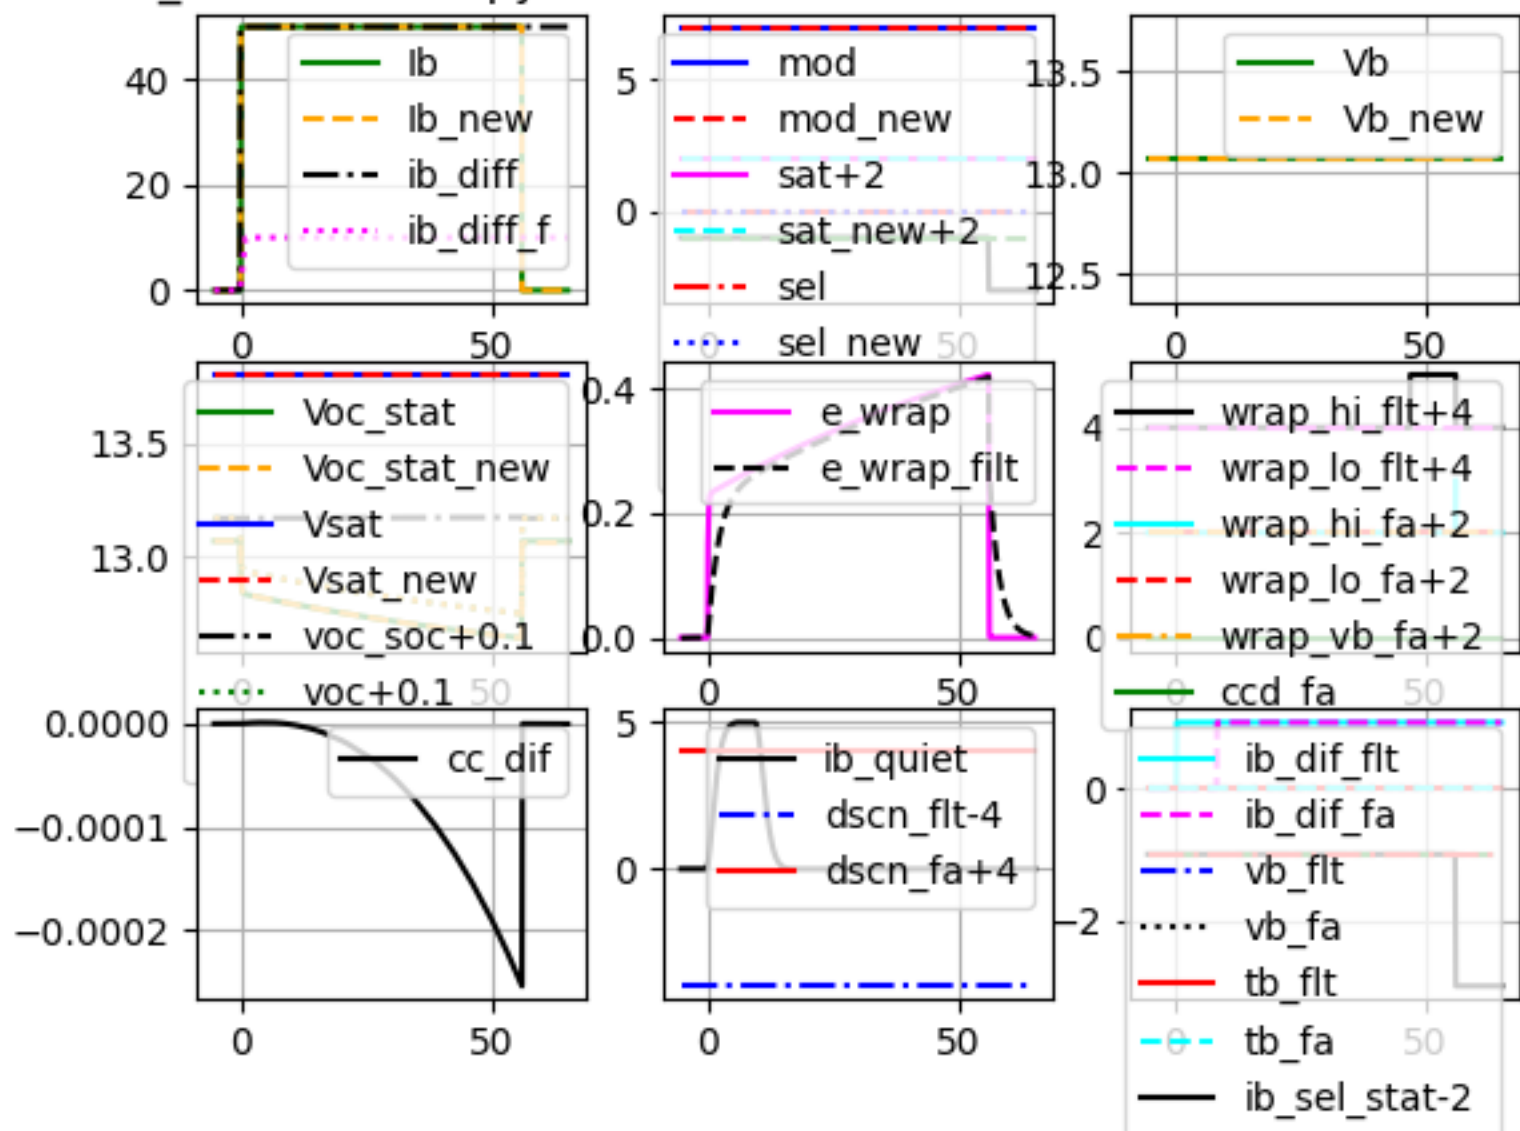 40
20
0
Ib
Ib_new
ib_diff
ib_diff_f
0
50
5
0
mod
mod_new
sat+2
sat_new+2
sel
sel_new
0
50
13.5
13.0
12.5
Vb
Vb_new
0
50
13.5
13.0
Voc_stat
Voc_stat_new
Vsat
Vsat_new
voc_soc+0.1
voc+0.1
0
50
0.4
0.2
0.0
e_wrap
e_wrap_filt
0
50
4
2
0
wrap_hi_flt+4
wrap_lo_flt+4
wrap_hi_fa+2
wrap_lo_fa+2
wrap_vb_fa+2
ccd_fa
0
50
0.0000
−0.0001
−0.0002
cc_dif
0
50
5
0
ib_quiet
dscn_flt-4
dscn_fa+4
0
50
0
−2
ib_dif_flt
ib_dif_fa
vb_flt
vb_fa
tb_flt
tb_fa
ib_sel_stat-2
0
50